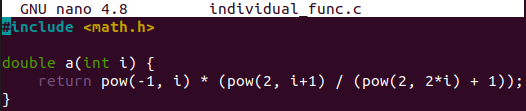 GNU nano 4.8 individual_func.c
#include <math.h>
double a(int i) {
    return pow(-1, i) * (pow(2, i+1) / (pow(2, 2*i) + 1));
}